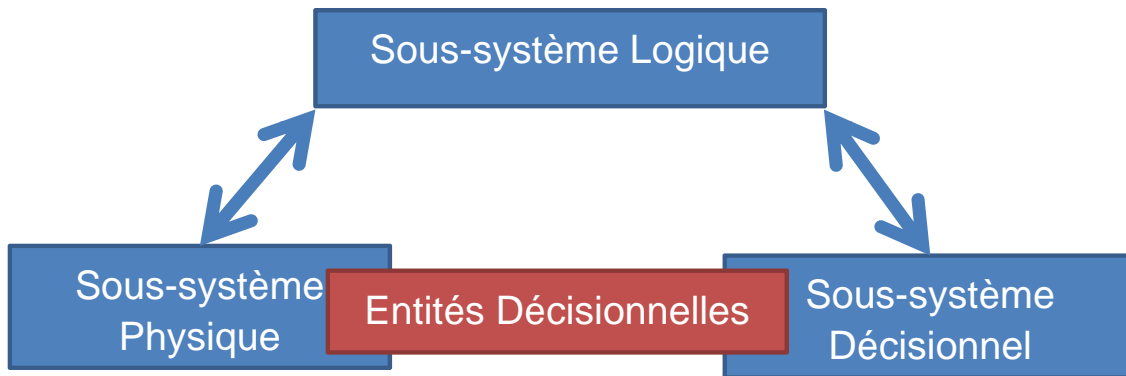 Sous-système Logique
Sous-système
Physique
Entités Décisionnelles
Sous-système
Décisionnel